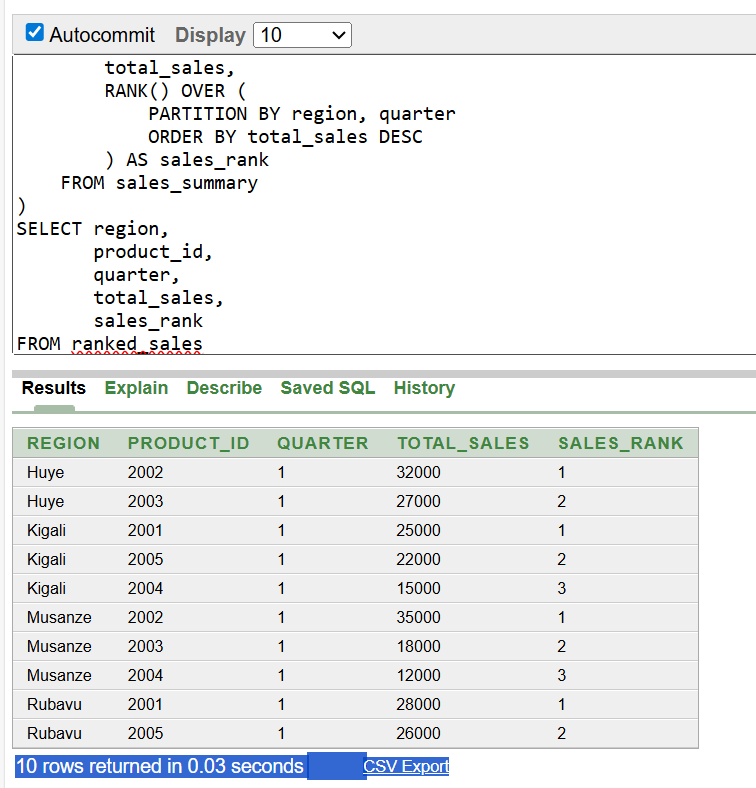 Autocommit Display 10
total_sales,
RANK() OVER (
PARTITION BY region, quarter
ORDER BY total_sales DESC
) AS sales_rank
FROM sales_summary
)
SELECT region,
product_id,
quarter,
total_sales,
sales_rank
FROM ranked_sales
Results Explain Describe Saved SQL History
REGION PRODUCT_ID QUARTER TOTAL_SALES SALES_RANK
Huye 2002 1 32000 1
Huye 2003 1 27000 2
Kigali 2001 1 25000 1
Kigali 2005 1 22000 2
Kigali 2004 1 15000 3
Musanze 2002 1 35000 1
Musanze 2003 1 18000 2
Musanze 2004 1 12000 3
Rubavu 2001 1 28000 1
Rubavu 2005 1 26000 2
10 rows returned in 0.03 seconds CSV Export